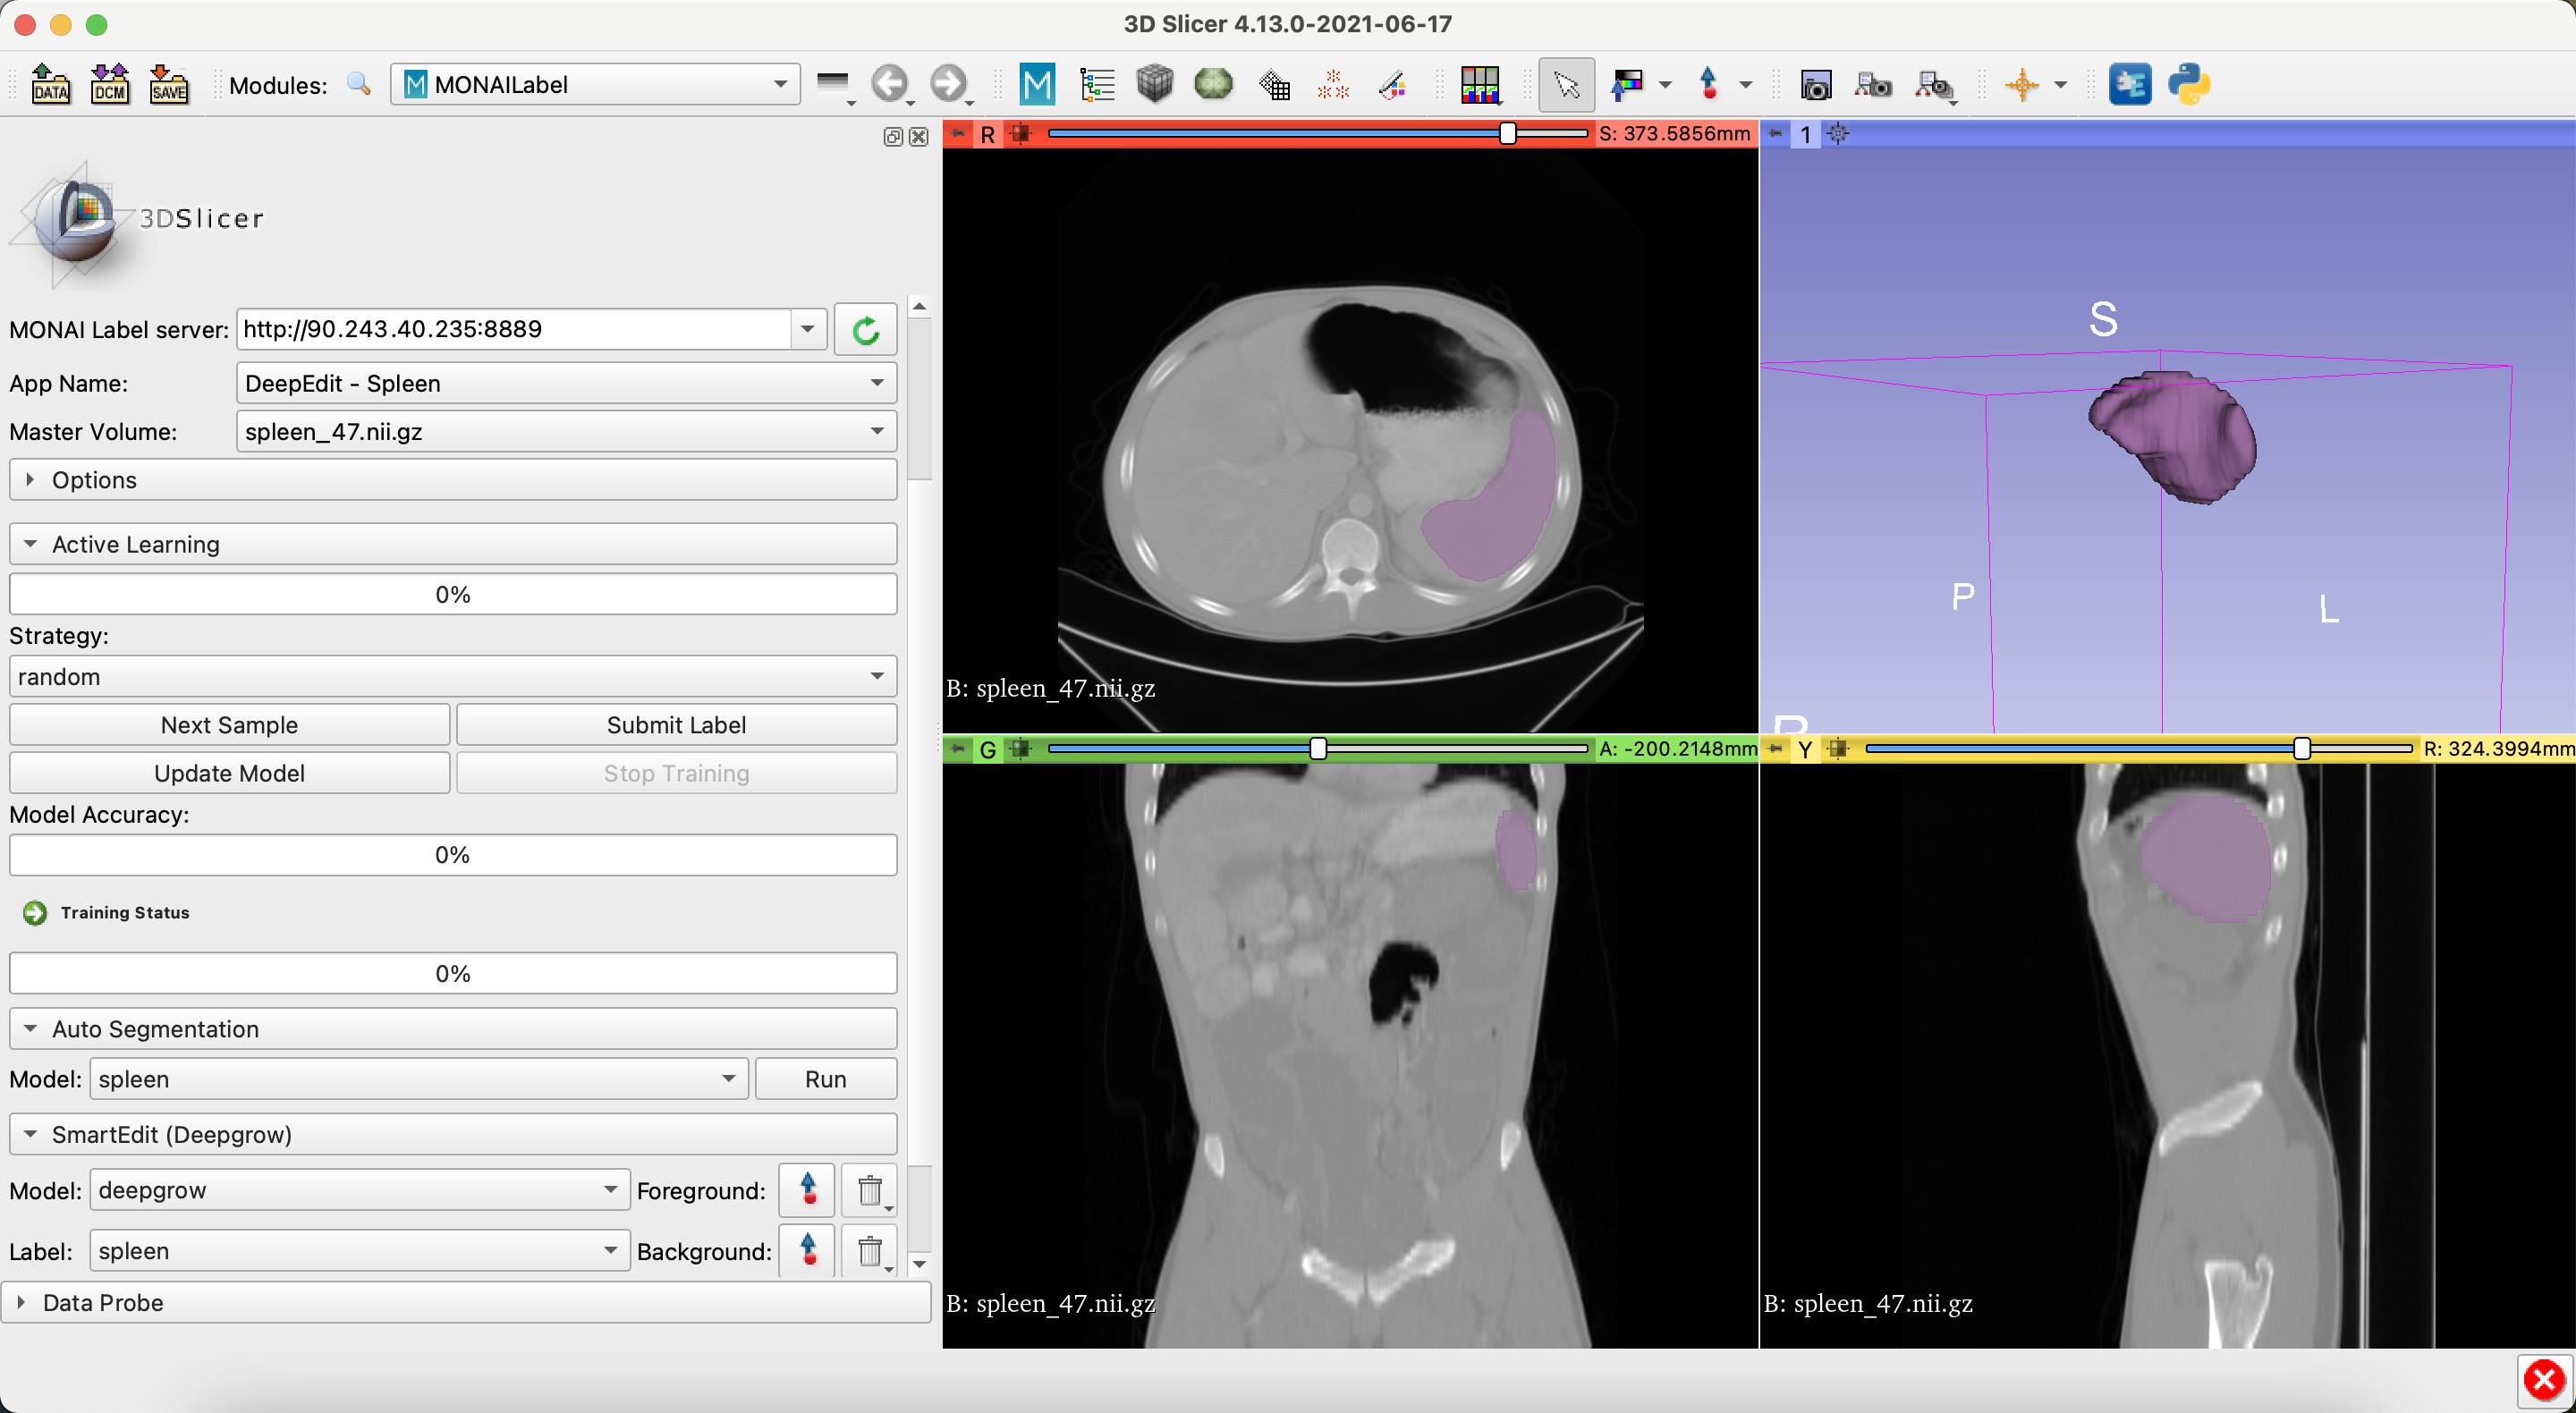 3D Slicer 4.13.0-2021-06-17
DATA DCM SAVE Modules: M MONAILabel M
3DSlicer
MONAI Label server: http://90.243.40.235:8889
App Name: DeepEdit - Spleen
Master Volume: spleen_47.nii.gz
Options
Active Learning
0%
Strategy:
random
Next Sample Submit Label
Update Model Stop Training
Model Accuracy:
0%
Training Status
0%
Auto Segmentation
Model: spleen Run
SmartEdit (Deepgrow)
Model: deepgrow Foreground:
Label: spleen Background:
Data Probe
R S: 373.5856mm
B: spleen_47.nii.gz
1
S
P L
G A: -200.2148mm
B: spleen_47.nii.gz
Y R: 324.3994mm
B: spleen_47.nii.gz